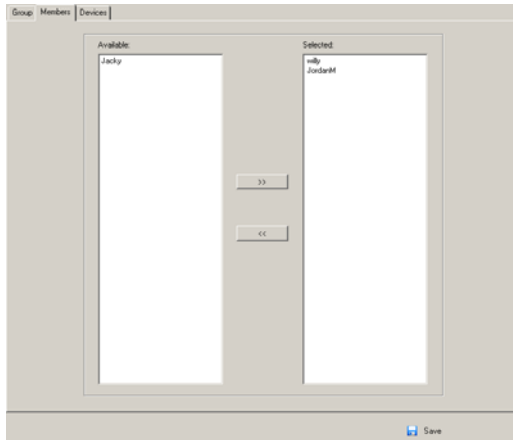 Group Members Devices
Available:
Selected:
Jacky
willy
JordanM
>>
<<
Save